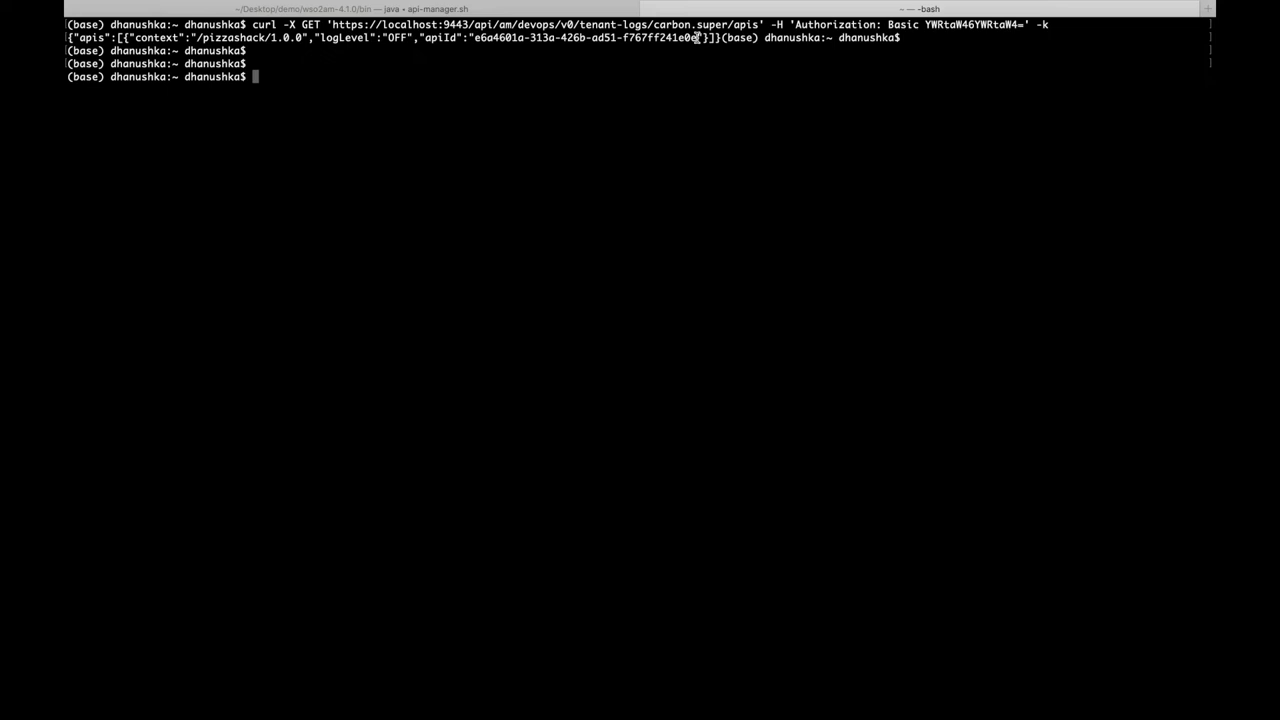 ~/Desktop/demo/wso2am-4.1.0/bin — java • api-manager.sh
~ — -bash
(base) dhanushka:~ dhanushka$ curl -X GET 'https://localhost:9443/api/am/devops/v0/tenant-logs/carbon.super/apis' -H 'Authorization: Basic YWRtaW46YWRtaW4=' -k
{"apis":[{"context":"/pizzashack/1.0.0","logLevel":"OFF","apiId":"e6a4601a-313a-426b-ad51-f767ff241e0e"}]}(base) dhanushka:~ dhanushka$
(base) dhanushka:~ dhanushka$
(base) dhanushka:~ dhanushka$
(base) dhanushka:~ dhanushka$